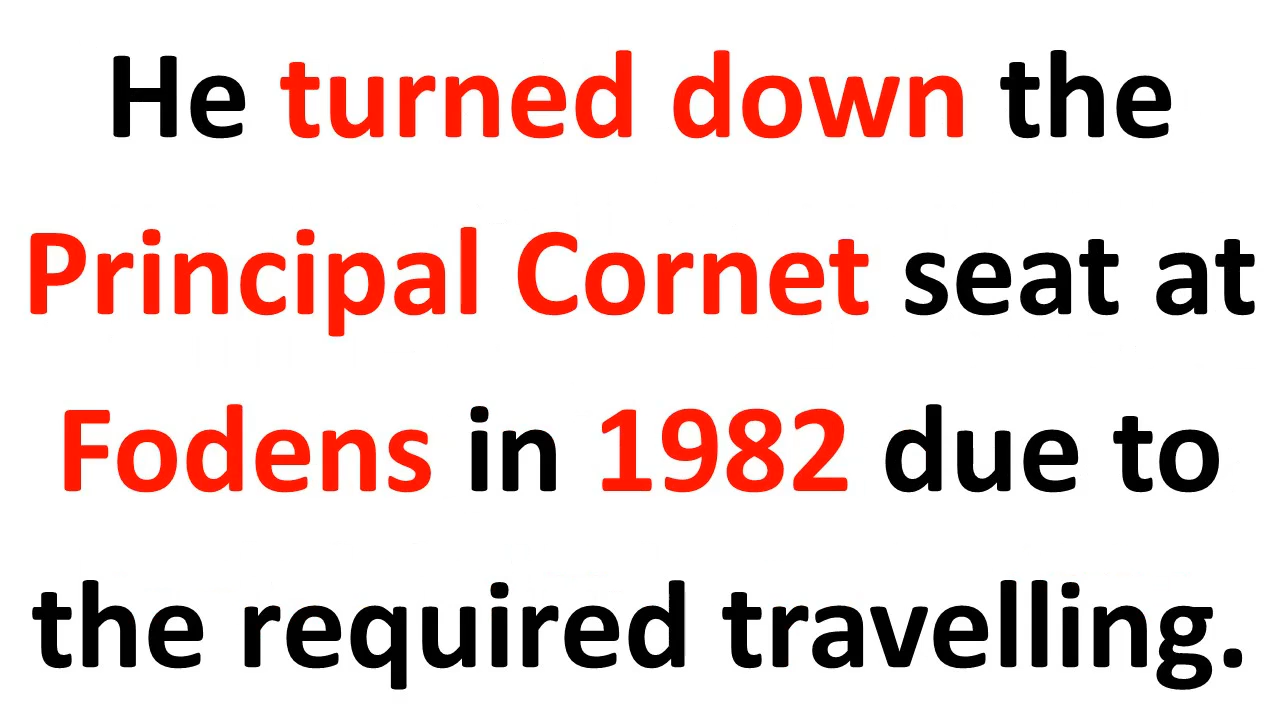 He turned down the
Principal Cornet seat at
Fodens in 1982 due to
the required travelling.